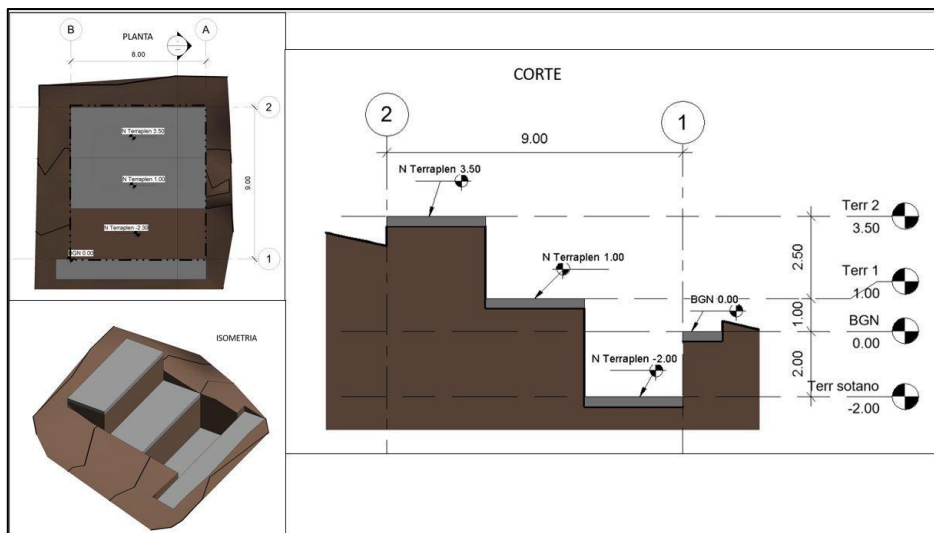 B
PLANTA
A
8.00
2
N Terraplen 3.50
N Terraplen 1.00
9.00
N Terraplen -2.30
BGN 0.00
1
ISOMETRIA
CORTE
2
1
9.00
N Terraplen 3.50
Terr 2
3.50
2.50
N Terraplen 1.00
Terr 1
1.00
BGN 0.00
1.00
BGN
0.00
N Terraplen -2.00
2.00
Terr sotano
-2.00